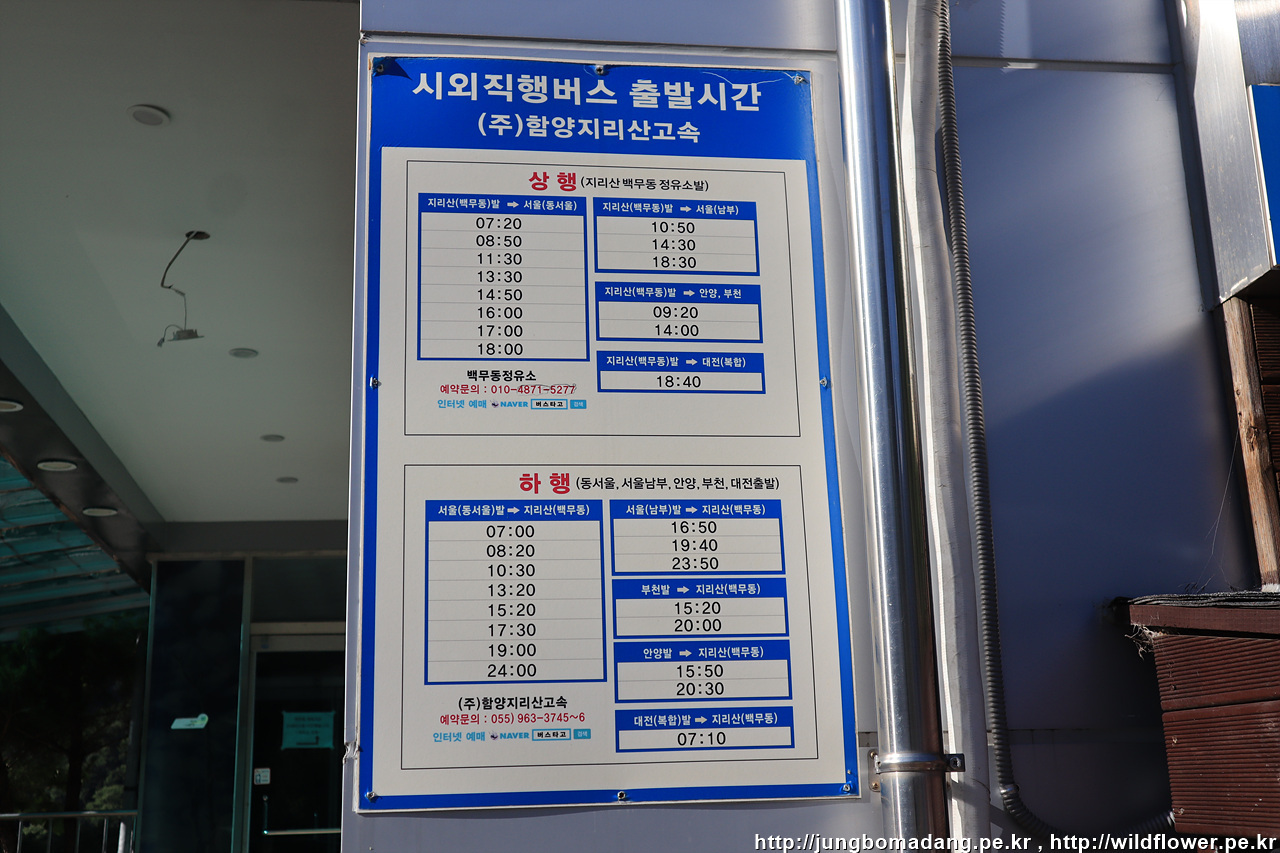 시외직행버스 출발시간
(주)함양지리산고속
상 행 (지리산 백무동 정유소발)
지리산(백무동)발 ➡ 서울(동서울)
07:20
08:50
11:30
13:30
14:50
16:00
17:00
18:00
지리산(백무동)발 ➡ 서울(남부)
10:50
14:30
18:30
지리산(백무동)발 ➡ 안양, 부천
09:20
14:00
지리산(백무동)발 ➡ 대전(복합)
18:40
백무동정유소
예약문의 : 010-4871-5277
인터넷 예매 NAVER 버스타고 검색
하 행 (동서울, 서울남부, 안양, 부천, 대전출발)
서울(동서울)발 ➡ 지리산(백무동)
07:00
08:20
10:30
13:20
15:20
17:30
19:00
24:00
서울(남부)발 ➡ 지리산(백무동)
16:50
19:40
23:50
부천발 ➡ 지리산(백무동)
15:20
20:00
안양발 ➡ 지리산(백무동)
15:50
20:30
대전(복합)발 ➡ 지리산(백무동)
07:10
(주)함양지리산고속
예약문의 : 055) 963-3745~6
인터넷 예매 NAVER 버스타고 검색
http://jungbomadang.pe.kr , http://wildflower.pe.kr